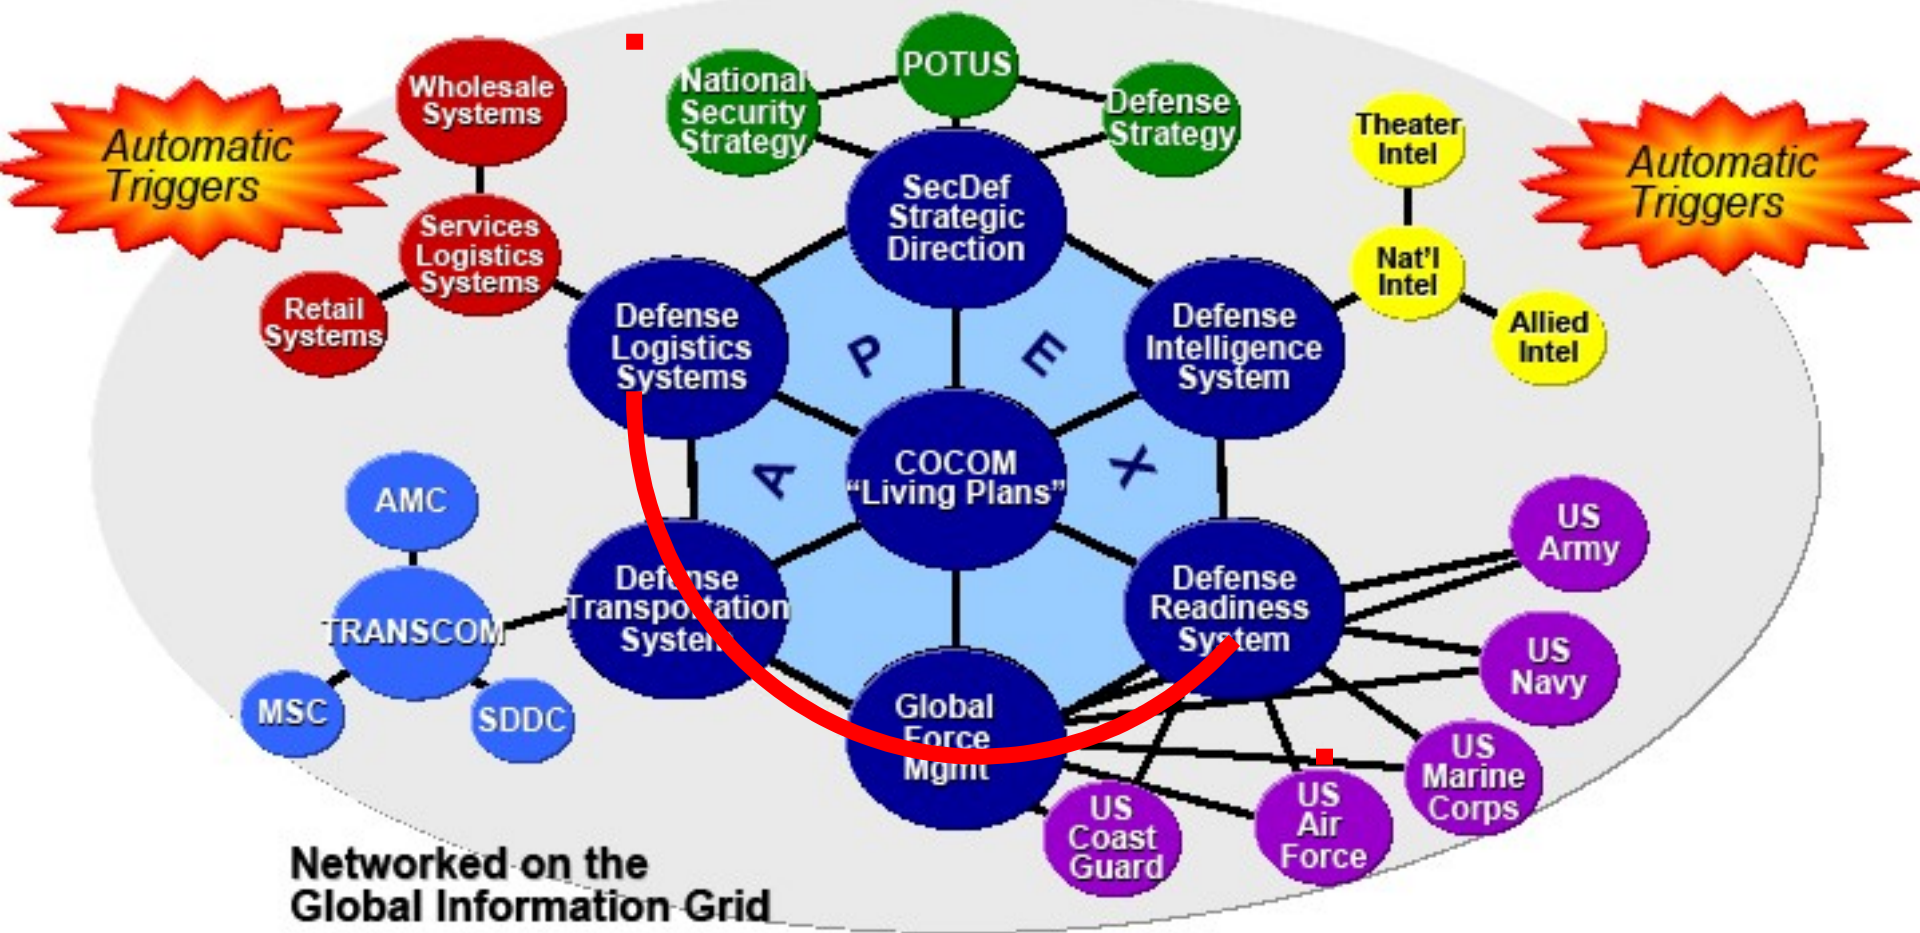 Automatic
Triggers
Wholesale
Systems
Services
Logistics
Systems
Retail
Systems
National
Security
Strategy
POTUS
Defense
Strategy
SecDef
Strategic
Direction
Theater
Intel
Nat'l
Intel
Allied
Intel
Automatic
Triggers
Defense
Logistics
Systems
P
E
Defense
Intelligence
System
A
COCOM
“Living Plans”
X
AMC
TRANSCOM
MSC
SDDC
Defense
Transportation
System
Defense
Readiness
System
Global
Force
Mgmt
US
Army
US
Navy
US
Marine
Corps
US
Air
Force
US
Coast
Guard
Networked on the
Global Information Grid